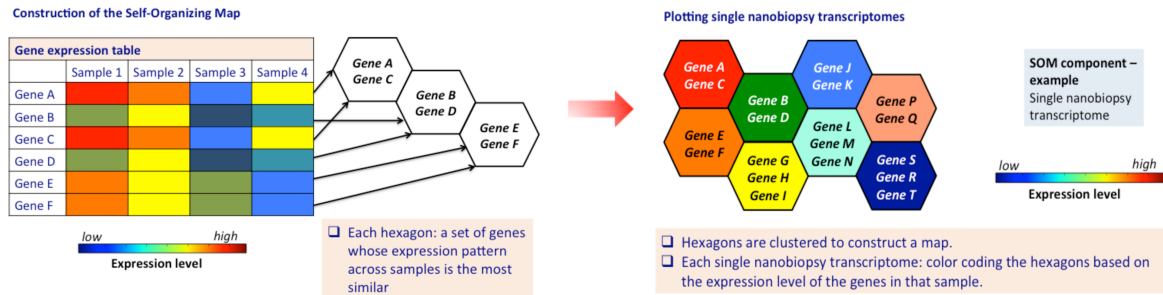 Construction of the Self-Organizing Map
Gene expression table
Sample 1 Sample 2 Sample 3 Sample 4
Gene A
Gene B
Gene C
Gene D
Gene E
Gene F
low high
Expression level
Gene A
Gene C
Gene B
Gene D
Gene E
Gene F
Each hexagon: a set of genes
whose expression pattern
across samples is the most
similar
Plotting single nanobiopsy transcriptomes
Gene A
Gene C
Gene B
Gene D
Gene E
Gene F
Gene G
Gene H
Gene I
Gene J
Gene K
Gene L
Gene M
Gene N
Gene P
Gene Q
Gene S
Gene R
Gene T
SOM component –
example
Single nanobiopsy
transcriptome
low high
Expression level
Hexagons are clustered to construct a map.
Each single nanobiopsy transcriptome: color coding the hexagons based on
the expression level of the genes in that sample.